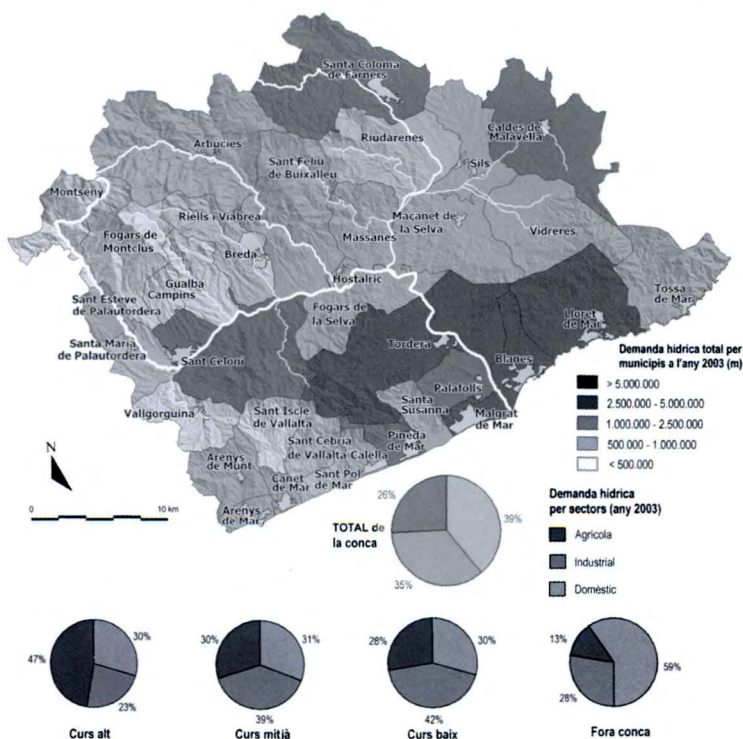 Santa Coloma
de Farners
Riudarenes
Caldes de
Malavella
Arbucies
Sant Feliu
de Buixalleu
Sils
Montseny
Riells i Viabrea
Maçanet de
la Selva
Fogars de
Montclus
Massanes
Vidreres
Breda
Gualba
Campins
Hostalric
Tossa
de Mar
Sant Esteve
de Palautordera
Fogars de
la Selva
Lloret
de Mar
Santa Maria
de Palautordera
Tordera
Sant Celoni
Blanes
Palafolls
Vallgorguina
Sant Iscle
de Vallalta
Santa
Susanna
Malgrat
de Mar
Sant Cebria
de Vallalta
Calella
Pineda
de Mar
Arenys
de Munt
Canet
de Mar
Sant Pol
de Mar
Arenys
de Mar
N
0 10 km
Demanda hídrica total per
municipis a l'any 2003 (m)
> 5.000.000
2.500.000 - 5.000.000
1.000.000 - 2.500.000
500.000 - 1.000.000
< 500.000
Demanda hídrica
per sectors (any 2003)
Agrícola
Industrial
Domèstic
TOTAL de
la conca
26%
39%
35%
47%
30%
23%
Curs alt
30%
31%
39%
Curs mitjà
28%
30%
42%
Curs baix
13%
59%
28%
Fora conca